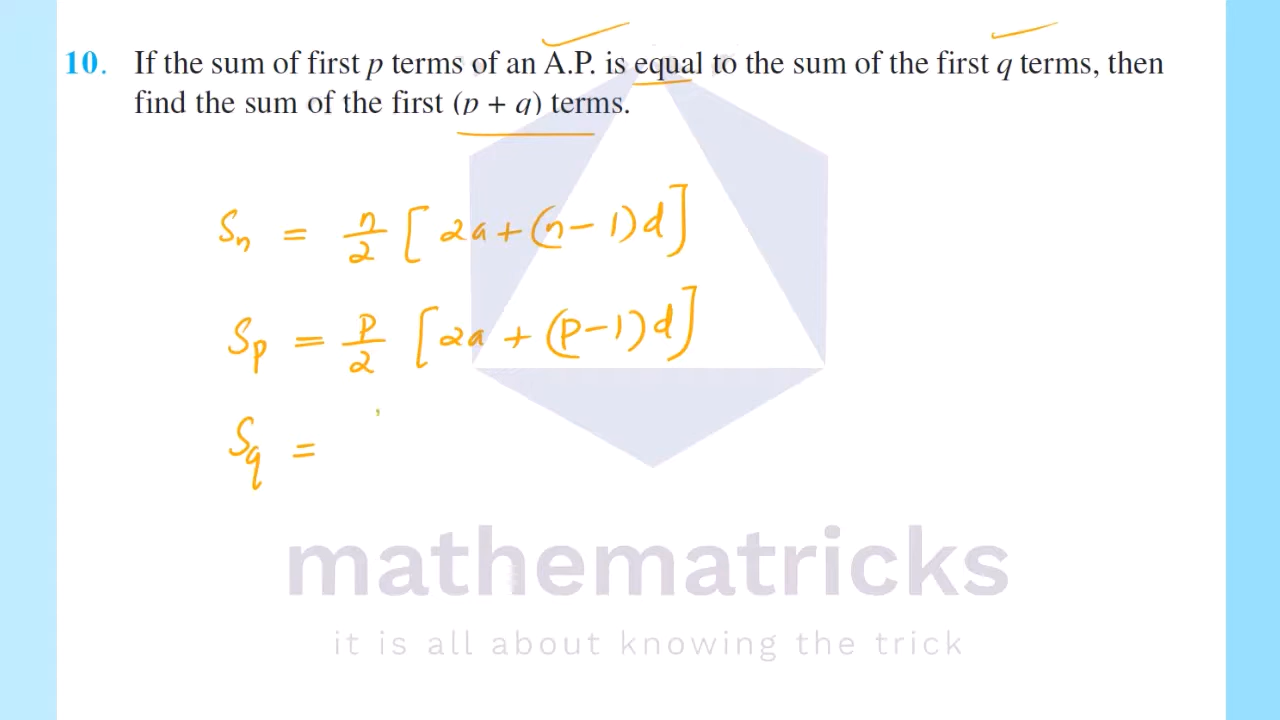 10. If the sum of first p terms of an A.P. is equal to the sum of the first q terms, then
find the sum of the first (p + q) terms.
Sn = n/2 [2a + (n - 1)d]
Sp = p/2 [2a + (p - 1)d]
Sq =
mathematricks
it is all about knowing the trick